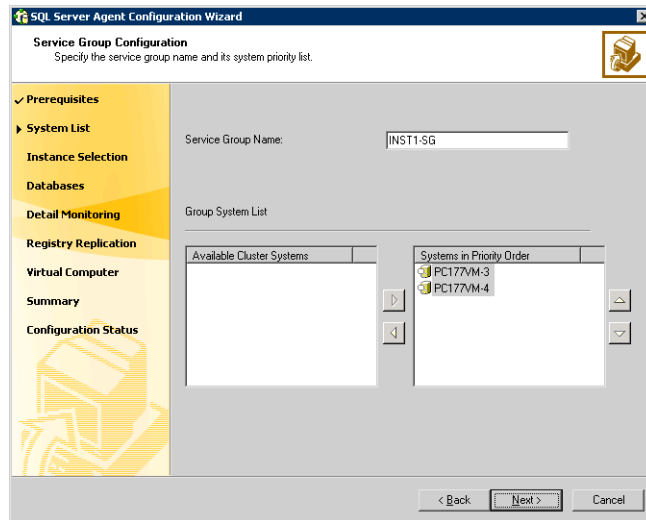 SQL Server Agent Configuration Wizard
Service Group Configuration
Specify the service group name and its system priority list.
Prerequisites
System List
Instance Selection
Databases
Detail Monitoring
Registry Replication
Virtual Computer
Summary
Configuration Status
Service Group Name: INST1-SG
Group System List
Available Cluster Systems
Systems in Priority Order
PC177VM-3
PC177VM-4
< Back Next > Cancel